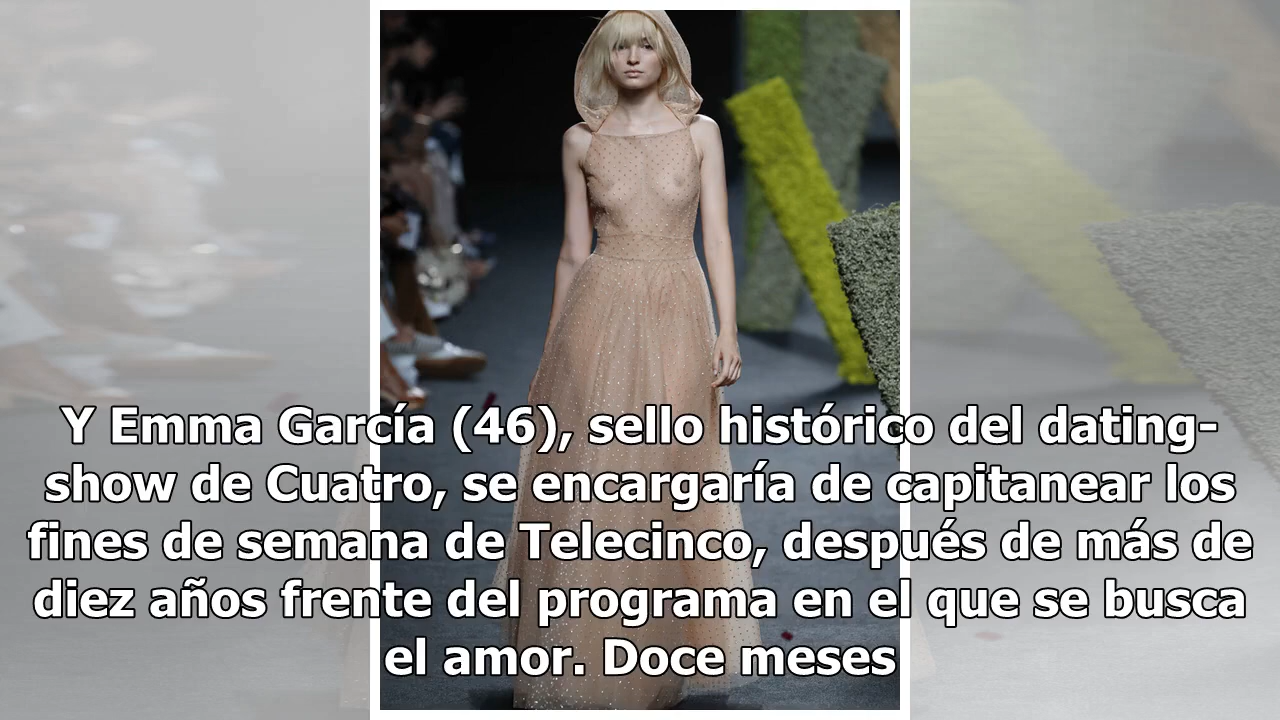 Y Emma García (46), sello histórico del dating-
show de Cuatro, se encargaría de capitanear los
fines de semana de Telecinco, después de más de
diez años frente del programa en el que se busca
el amor. Doce meses